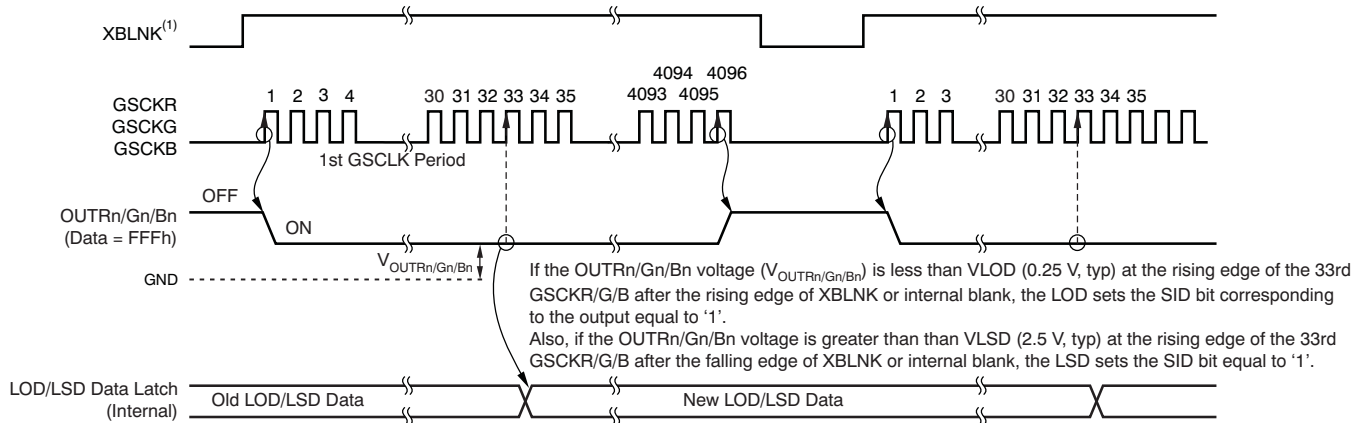 XBLNK(1)
4094 4096
1 2 3 4 30 31 32 33 34 35 4093 4095 1 2 3 30 31 32 33 34 35
GSCKR
GSCKG
GSCKB
1st GSCLK Period
OFF
OUTRn/Gn/Bn
(Data = FFFh)
ON
VOUTRn/Gn/Bn
GND
If the OUTRn/Gn/Bn voltage (VOUTRn/Gn/Bn) is less than VLOD (0.25 V, typ) at the rising edge of the 33rd
GSCKR/G/B after the rising edge of XBLNK or internal blank, the LOD sets the SID bit corresponding
to the output equal to ‘1’.
Also, if the OUTRn/Gn/Bn voltage is greater than than VLSD (2.5 V, typ) at the rising edge of the 33rd
GSCKR/G/B after the falling edge of XBLNK or internal blank, the LSD sets the SID bit equal to ‘1’.
LOD/LSD Data Latch
(Internal)
Old LOD/LSD Data
New LOD/LSD Data